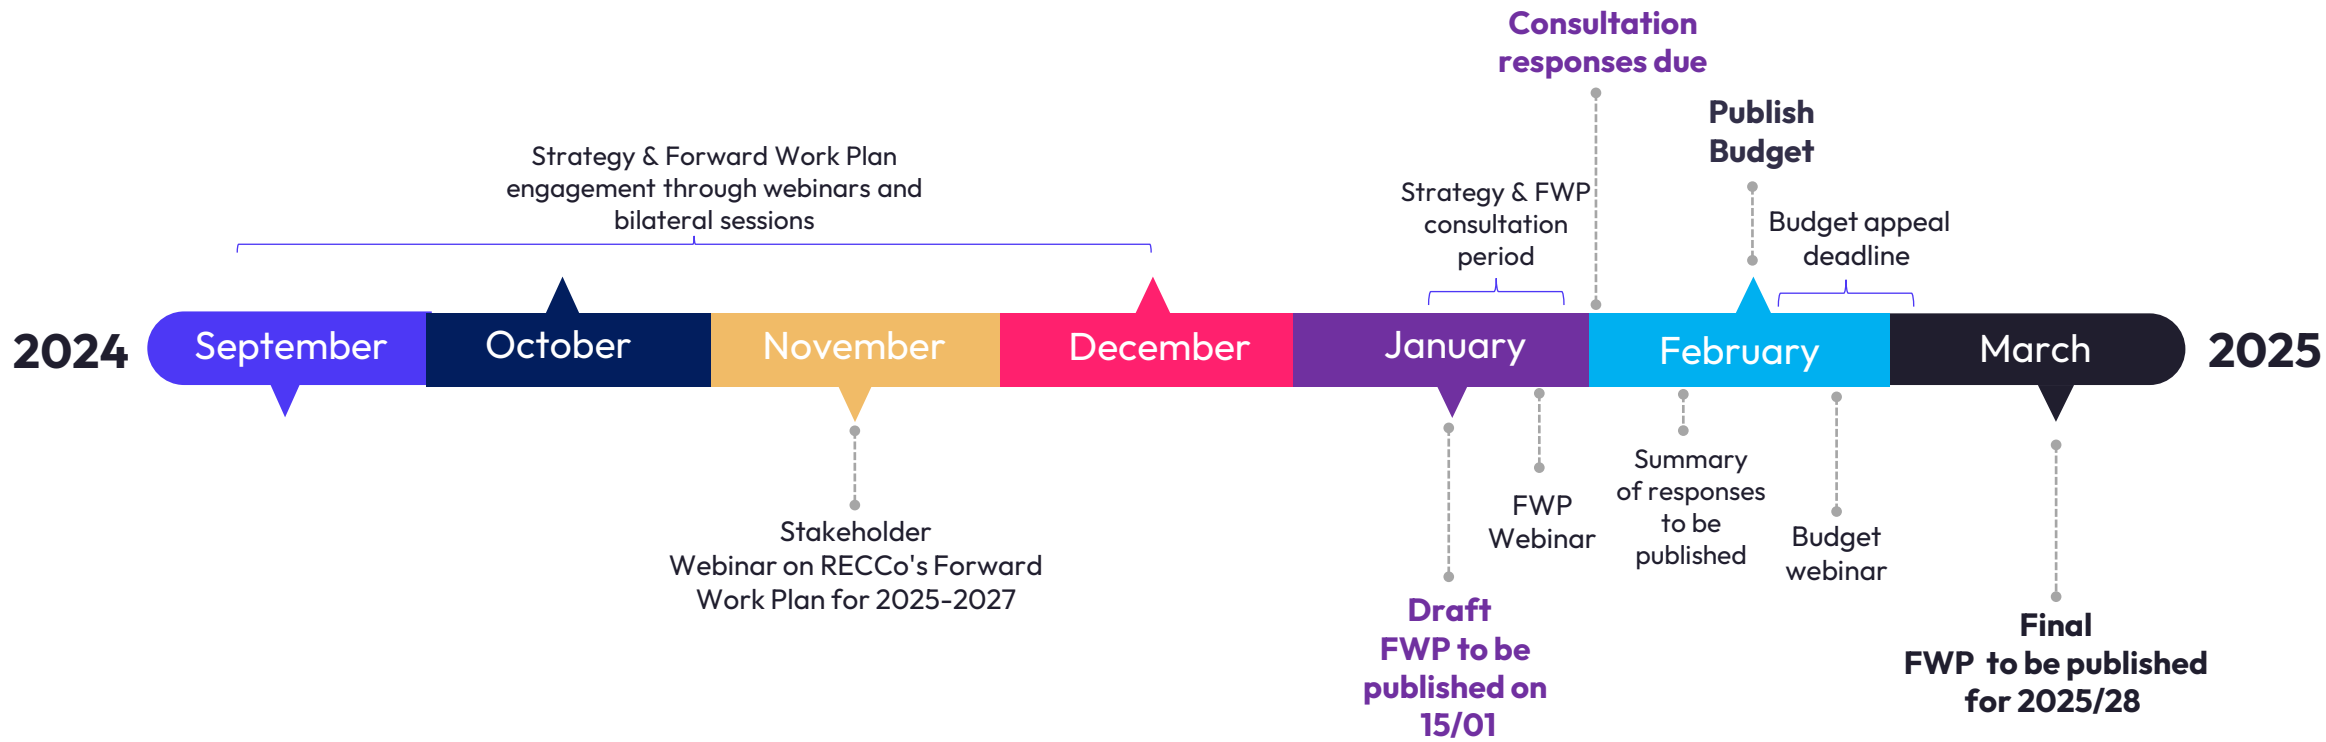 Consultation
responses due
Publish
Budget
Strategy & Forward Work Plan
engagement through webinars and
bilateral sessions
Strategy & FWP
consultation
period
Budget appeal
deadline
2024
September
October
November
December
January
February
March
2025
Stakeholder
Webinar on RECCo's Forward
Work Plan for 2025-2027
Draft
FWP to be
published on
15/01
FWP
Webinar
Summary
of responses
to be
published
Budget
webinar
Final
FWP  to be published
for 2025/28